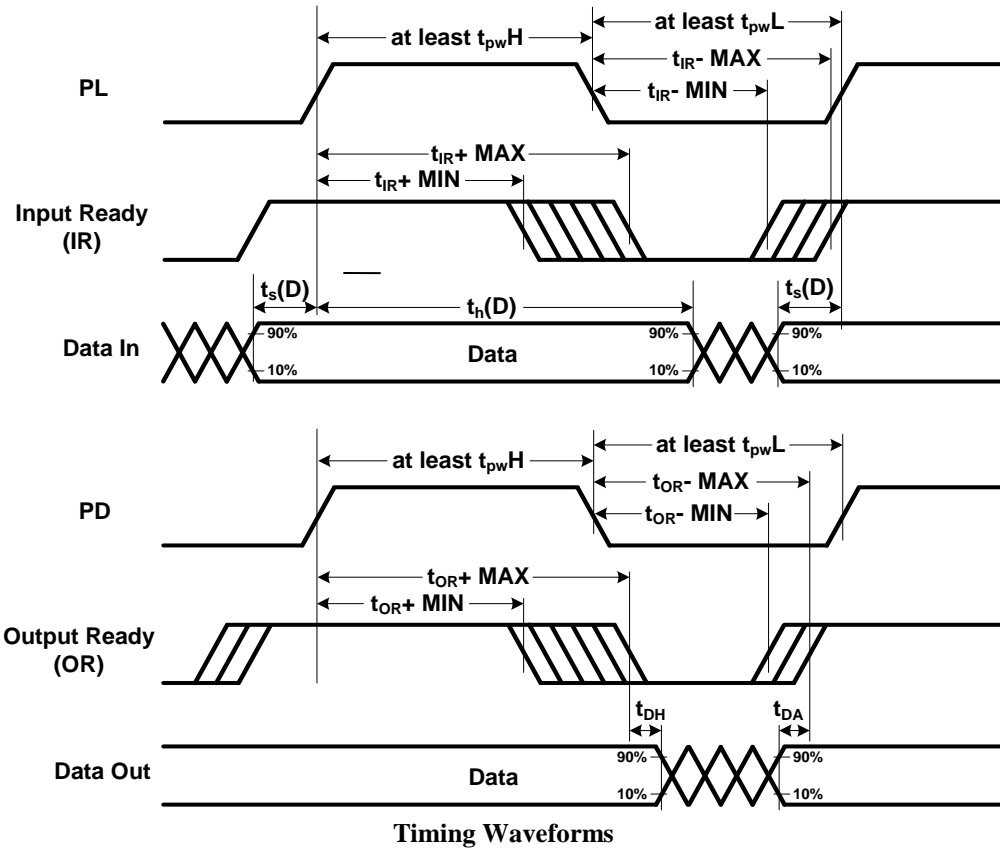 at least tpwH
at least tpwL
tIR- MAX
PL
tIR- MIN
tIR+ MAX
tIR+ MIN
Input Ready
(IR)
ts(D)
th(D)
ts(D)
90%
90%
90%
Data In
Data
10%
10%
10%
at least tpwH
at least tpwL
tOR- MAX
PD
tOR- MIN
tOR+ MAX
tOR+ MIN
Output Ready
(OR)
tDH
tDA
90%
90%
Data Out
Data
10%
10%
Timing Waveforms